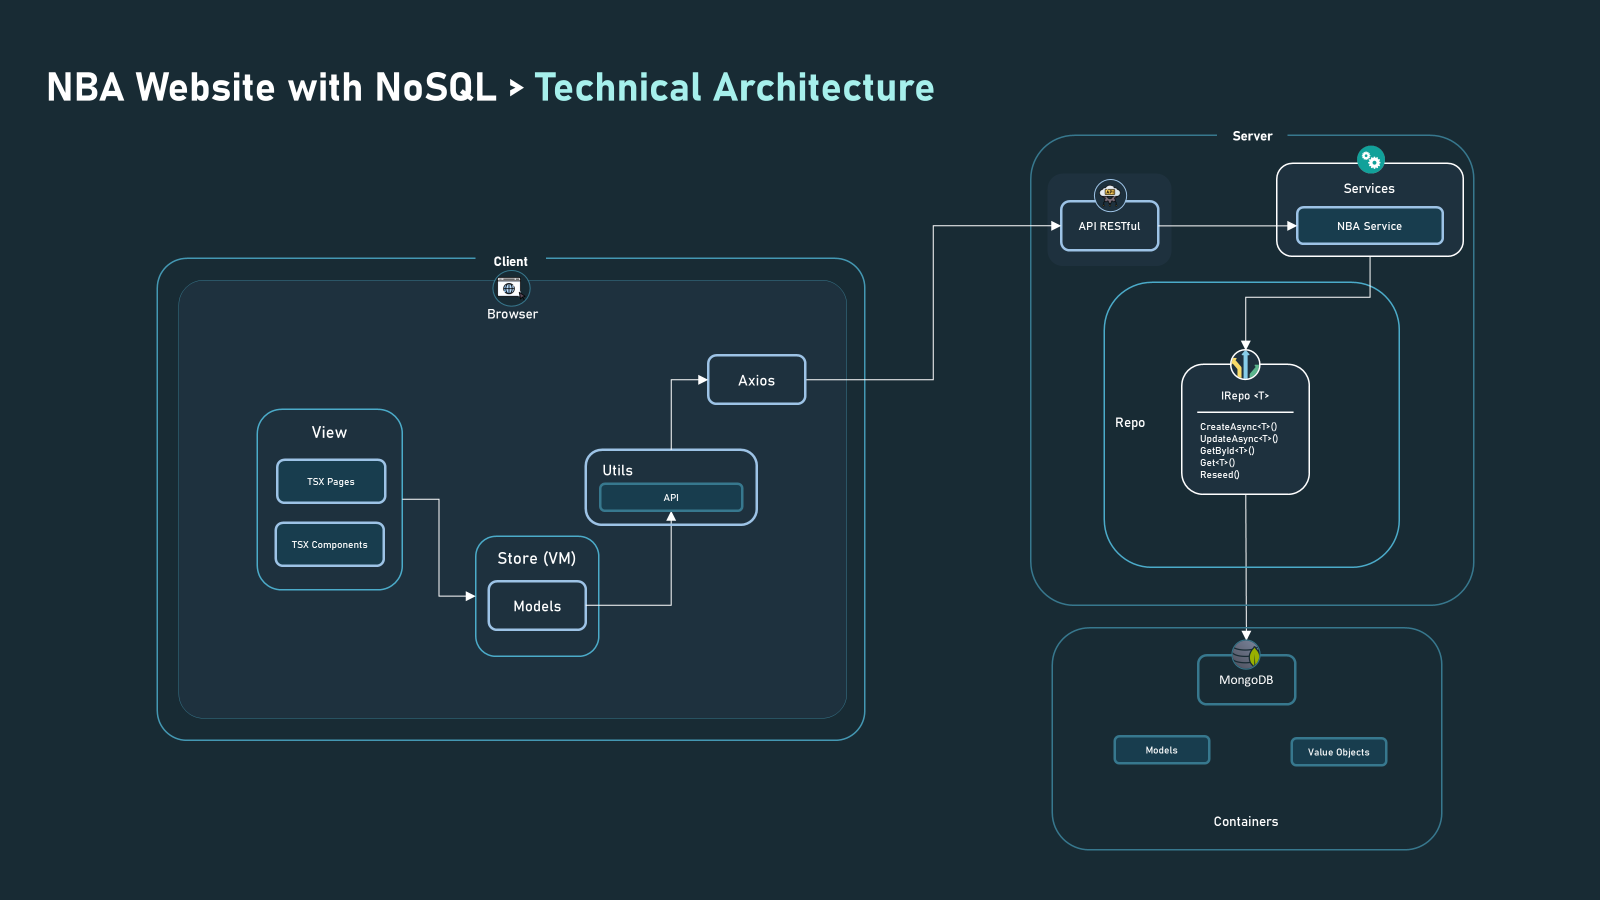 NBA Website with NoSQL > Technical Architecture
Server
Services
API
API RESTful
NBA Service
Client
Browser
Axios
IRepo <T>
Repo
CreateAsync<T>()
UpdateAsync<T>()
GetById<T>()
Get<T>()
Reseed()
View
TSX Pages
TSX Components
Utils
API
Store (VM)
Models
MongoDB
Models
Value Objects
Containers